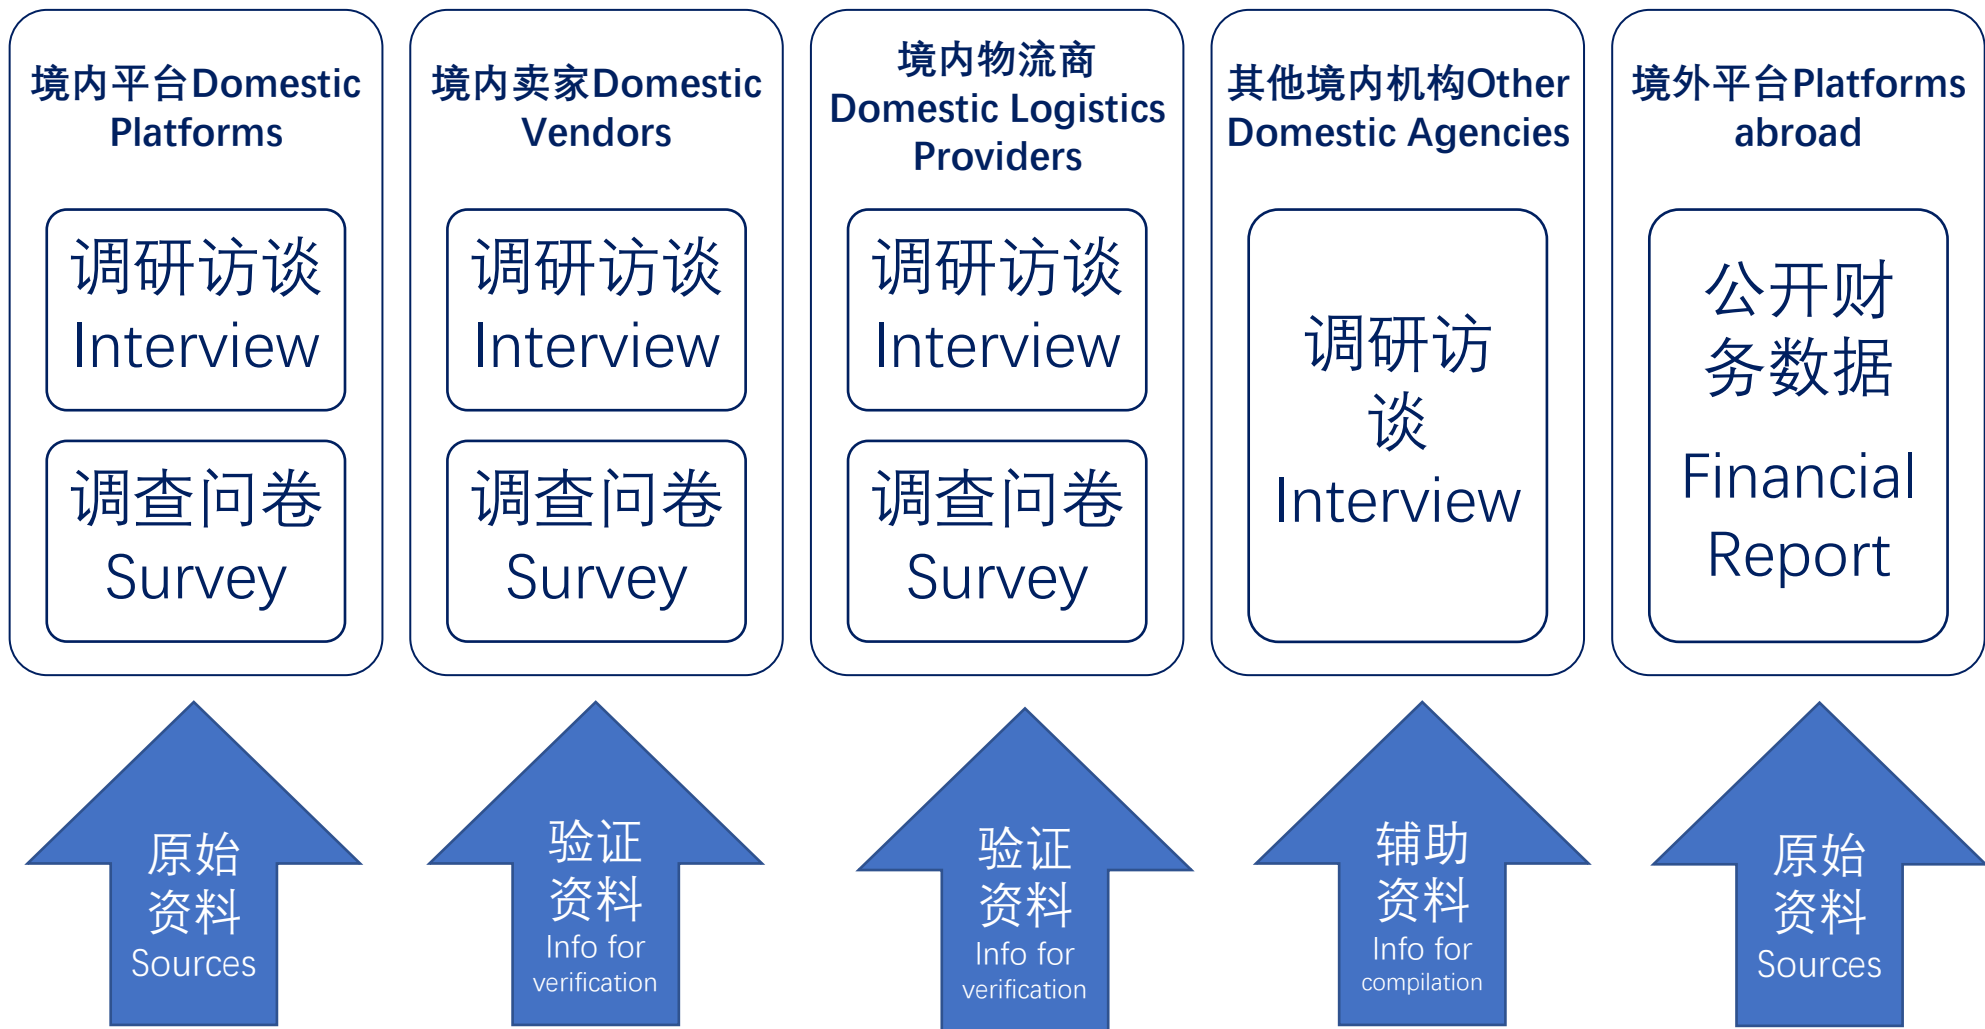 境内平台Domestic
Platforms
调研访谈
Interview
调查问卷
Survey
原始
资料
Sources
境内卖家Domestic
Vendors
调研访谈
Interview
调查问卷
Survey
验证
资料
Info for
verification
境内物流商
Domestic Logistics
Providers
调研访谈
Interview
调查问卷
Survey
验证
资料
Info for
verification
其他境内机构Other
Domestic Agencies
调研访
谈
Interview
辅助
资料
Info for
compilation
境外平台Platforms
abroad
公开财
务数据
Financial
Report
原始
资料
Sources